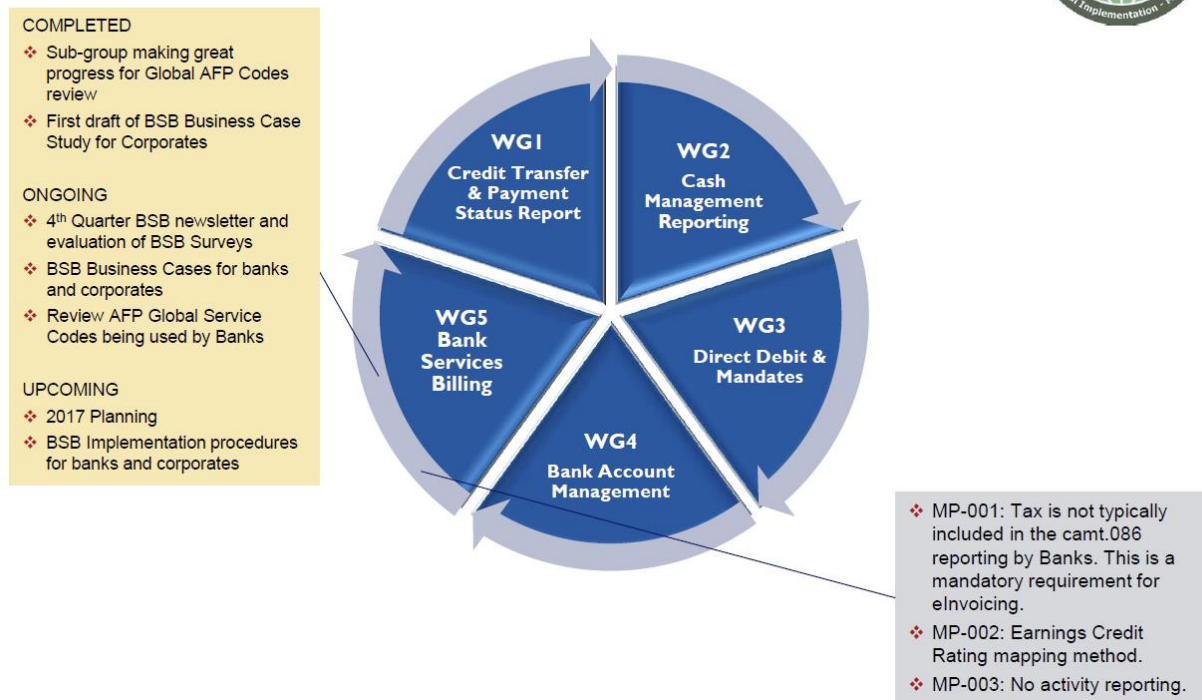 COMPLETED
❖ Sub-group making great
progress for Global AFP Codes
review
❖ First draft of BSB Business Case
Study for Corporates
ONGOING
❖ 4th Quarter BSB newsletter and
evaluation of BSB Surveys
❖ BSB Business Cases for banks
and corporates
❖ Review AFP Global Service
Codes being used by Banks
UPCOMING
❖ 2017 Planning
❖ BSB Implementation procedures
for banks and corporates
WG1
Credit Transfer
& Payment
Status Report
WG2
Cash
Management
Reporting
WG3
Direct Debit &
Mandates
WG4
Bank Account
Management
WG5
Bank
Services
Billing
Implementation -
❖ MP-001: Tax is not typically
included in the camt.086
reporting by Banks. This is a
mandatory requirement for
eInvoicing.
❖ MP-002: Earnings Credit
Rating mapping method.
❖ MP-003: No activity reporting.